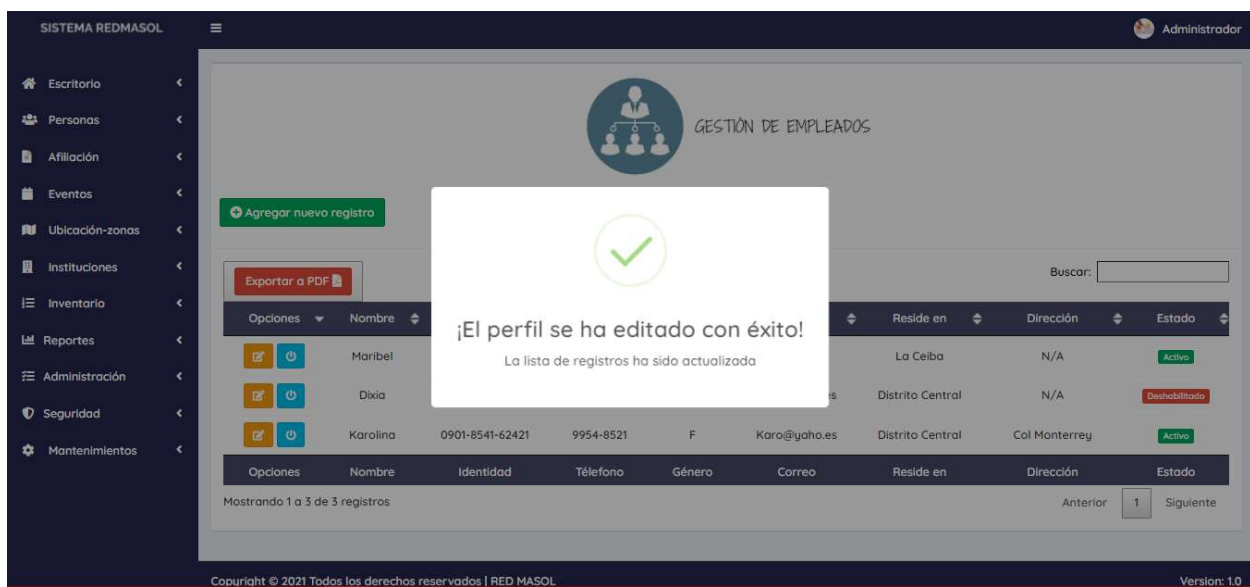 SISTEMA REDMASOL
Administrador
Escritorio
Personas
Afiliación
Eventos
Ubicación-zonas
Instituciones
Inventario
Reportes
Administración
Seguridad
Mantenimientos
GESTIÓN DE EMPLEADOS
Agregar nuevo registro
Exportar a PDF
Buscar:
¡El perfil se ha editado con éxito!
La lista de registros ha sido actualizada
Opciones Nombre Reside en Dirección Estado
Maribel La Ceiba N/A Activo
Dixia es Distrito Central N/A Deshabilitado
Karolina 0901-8541-62421 9954-8521 F Karo@yaho.es Distrito Central Col Monterrey Activo
Opciones Nombre Identidad Télefono Género Correo Reside en Dirección Estado
Mostrando 1 a 3 de 3 registros
Anterior 1 Siguiente
Copyright © 2021 Todos los derechos reservados | RED MASOL
Version: 1.0